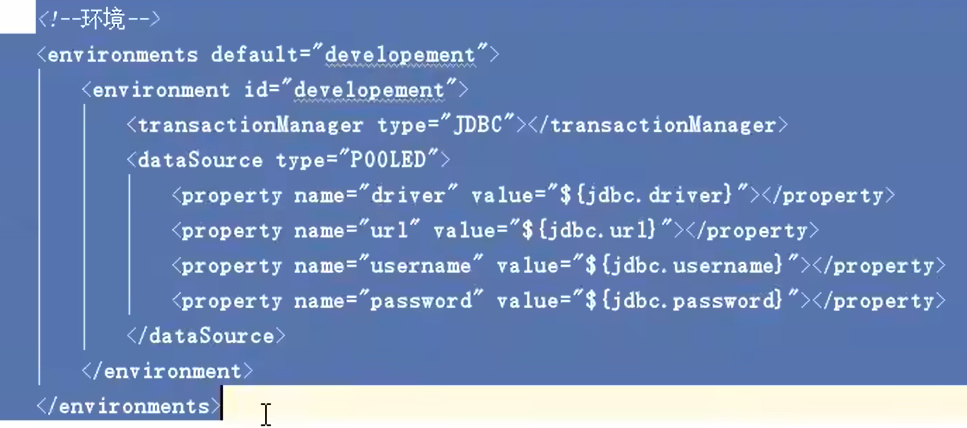 <!--环境-->
<environments default="developement">
<environment id="developement">
<transactionManager type="JDBC"></transactionManager>
<dataSource type="POOLED">
<property name="driver" value="${jdbc.driver}"></property>
<property name="url" value="${jdbc.url}"></property>
<property name="username" value="${jdbc.username}"></property>
<property name="password" value="${jdbc.password}"></property>
</dataSource>
</environment>
</environments>